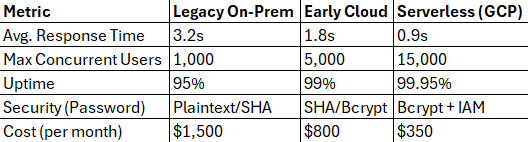 Metric Legacy On-Prem Early Cloud Serverless (GCP)
Avg. Response Time 3.2s 1.8s 0.9s
Max Concurrent Users 1,000 5,000 15,000
Uptime 95% 99% 99.95%
Security (Password) Plaintext/SHA SHA/Bcrypt Bcrypt + IAM
Cost (per month) $1,500 $800 $350